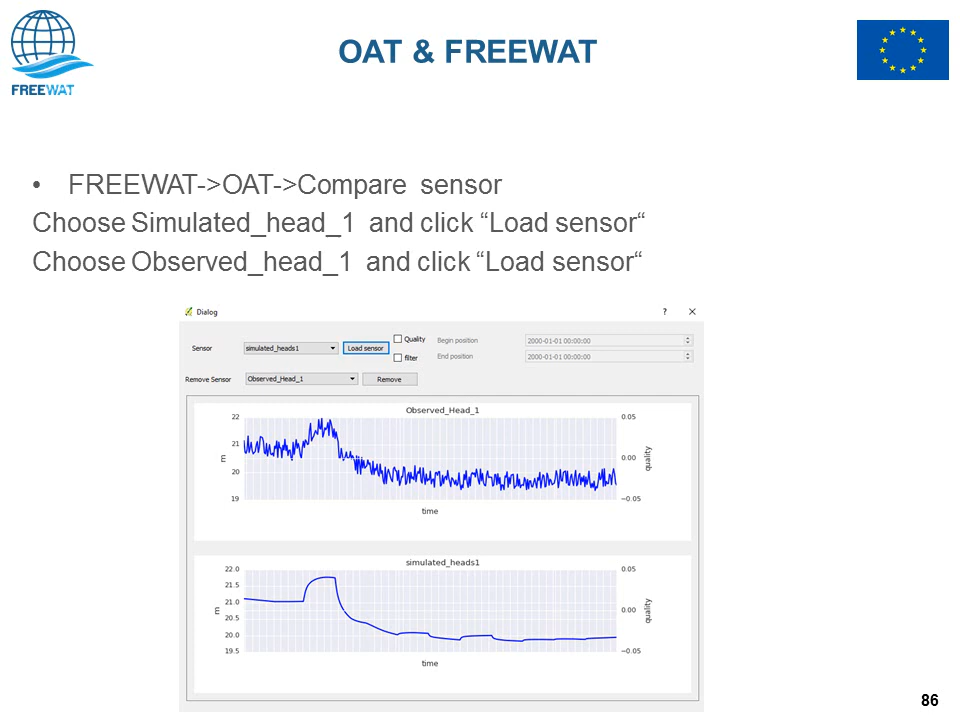 OAT & FREEWAT
FREEWAT
• FREEWAT->OAT->Compare sensor
Choose Simulated_head_1 and click “Load sensor“
Choose Observed_head_1 and click “Load sensor“
Dialog ? ×
Sensor simulated_heads1 Load sensor Quality Begin position 2000-01-01 00:00:00
filter End position 2000-01-01 00:00:00
Remove Sensor Observed_Head_1 Remove
Observed_Head_1
22 0.05
21
m 0.00 quality
20
19 −0.05
time
simulated_heads1
22.0 0.05
21.5
21.0
m 0.00 quality
20.5
20.0
19.5 −0.05
time
86